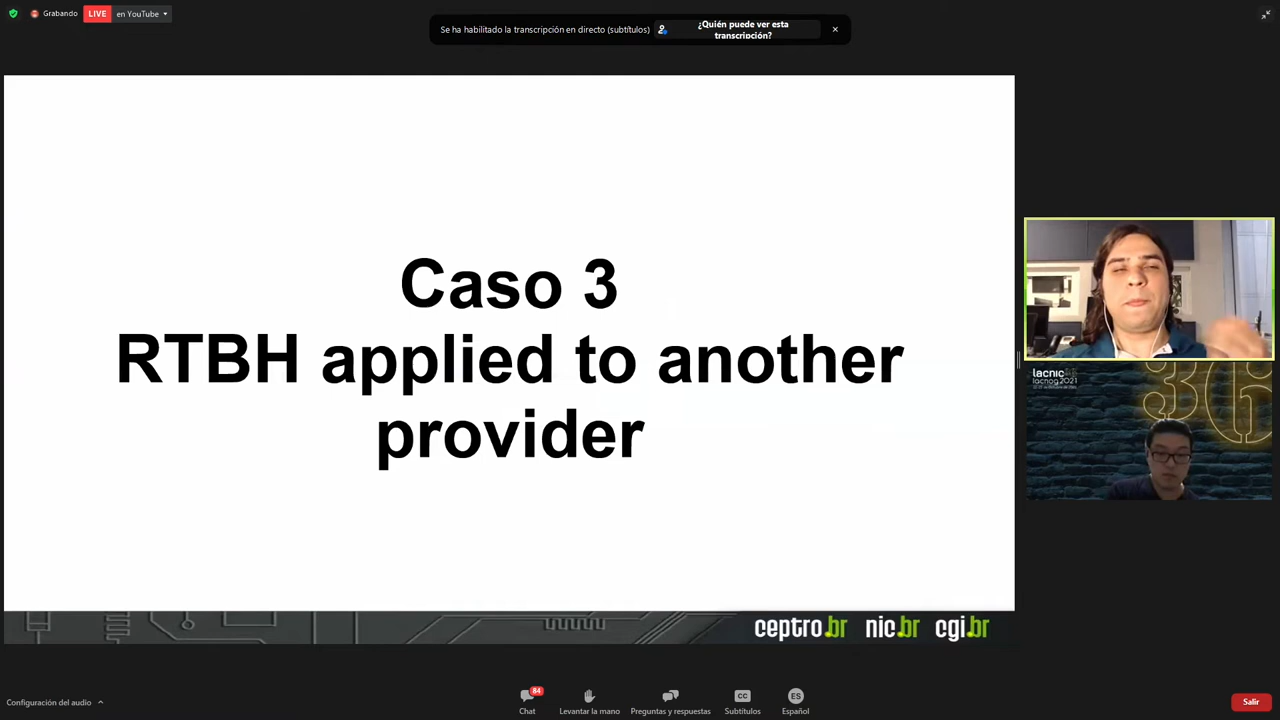 Grabando
LIVE en YouTube
Se ha habilitado la transcripción en directo (subtítulos)
¿Quién puede ver esta
transcripción?
Caso 3
RTBH applied to another
provider
lacnic 36
lacnog 2021
3G
ceptro.br nic.br cgi.br
Configuración del audio
84
Chat
Levantar la mano
Preguntas y respuestas
CC
Subtítulos
ES
Español
Salir